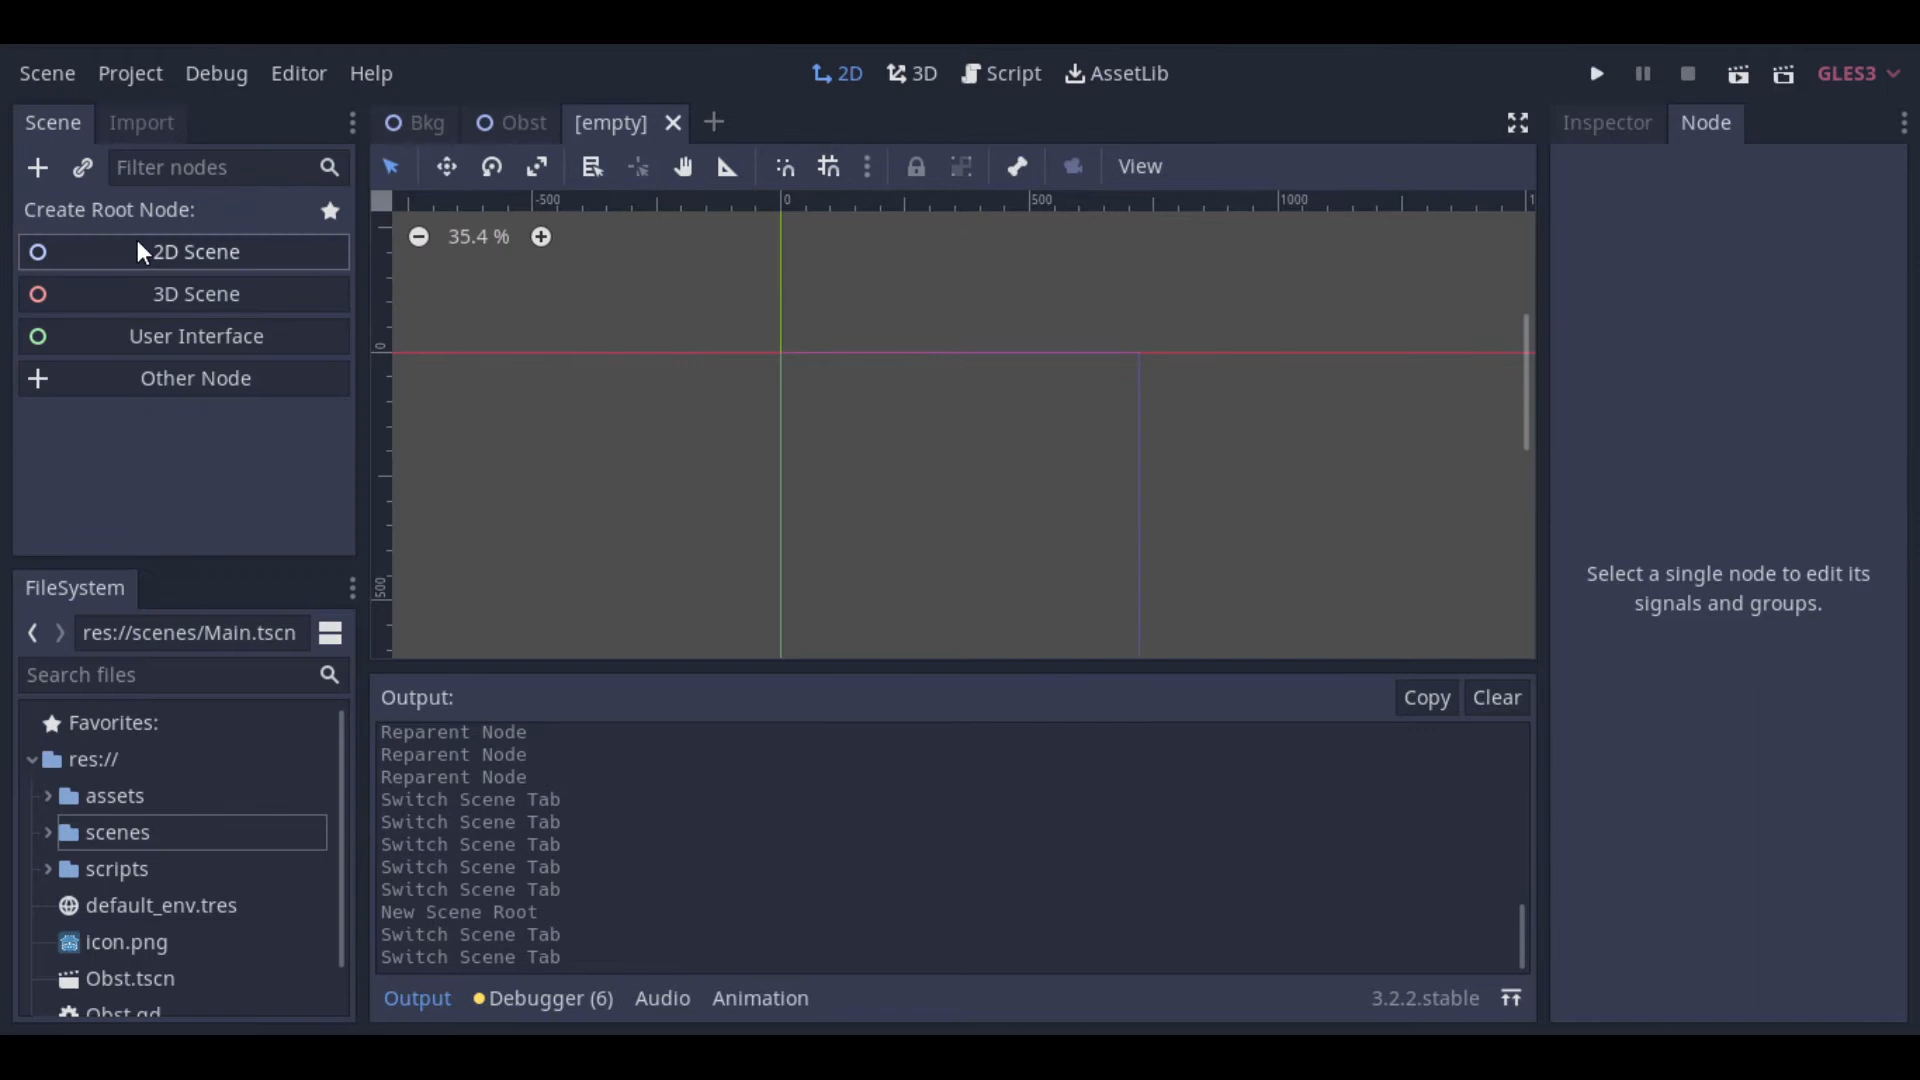 Scene Project Debug Editor Help 2D 3D Script AssetLib GLES3
Scene Import Bkg Obst [empty] Inspector Node
Filter nodes View
Create Root Node: -500 0 500 1000 1
2D Scene 35.4 %
3D Scene
User Interface 0
Other Node
Select a single node to edit its
signals and groups.
FileSystem 500
res://scenes/Main.tscn
Search files
Output: Copy Clear
Favorites:
res://
assets
scenes
scripts
default_env.tres
icon.png
Obst.tscn
Obst.gd
Reparent Node
Reparent Node
Reparent Node
Switch Scene Tab
Switch Scene Tab
Switch Scene Tab
Switch Scene Tab
Switch Scene Tab
New Scene Root
Switch Scene Tab
Switch Scene Tab
Output Debugger (6) Audio Animation 3.2.2.stable